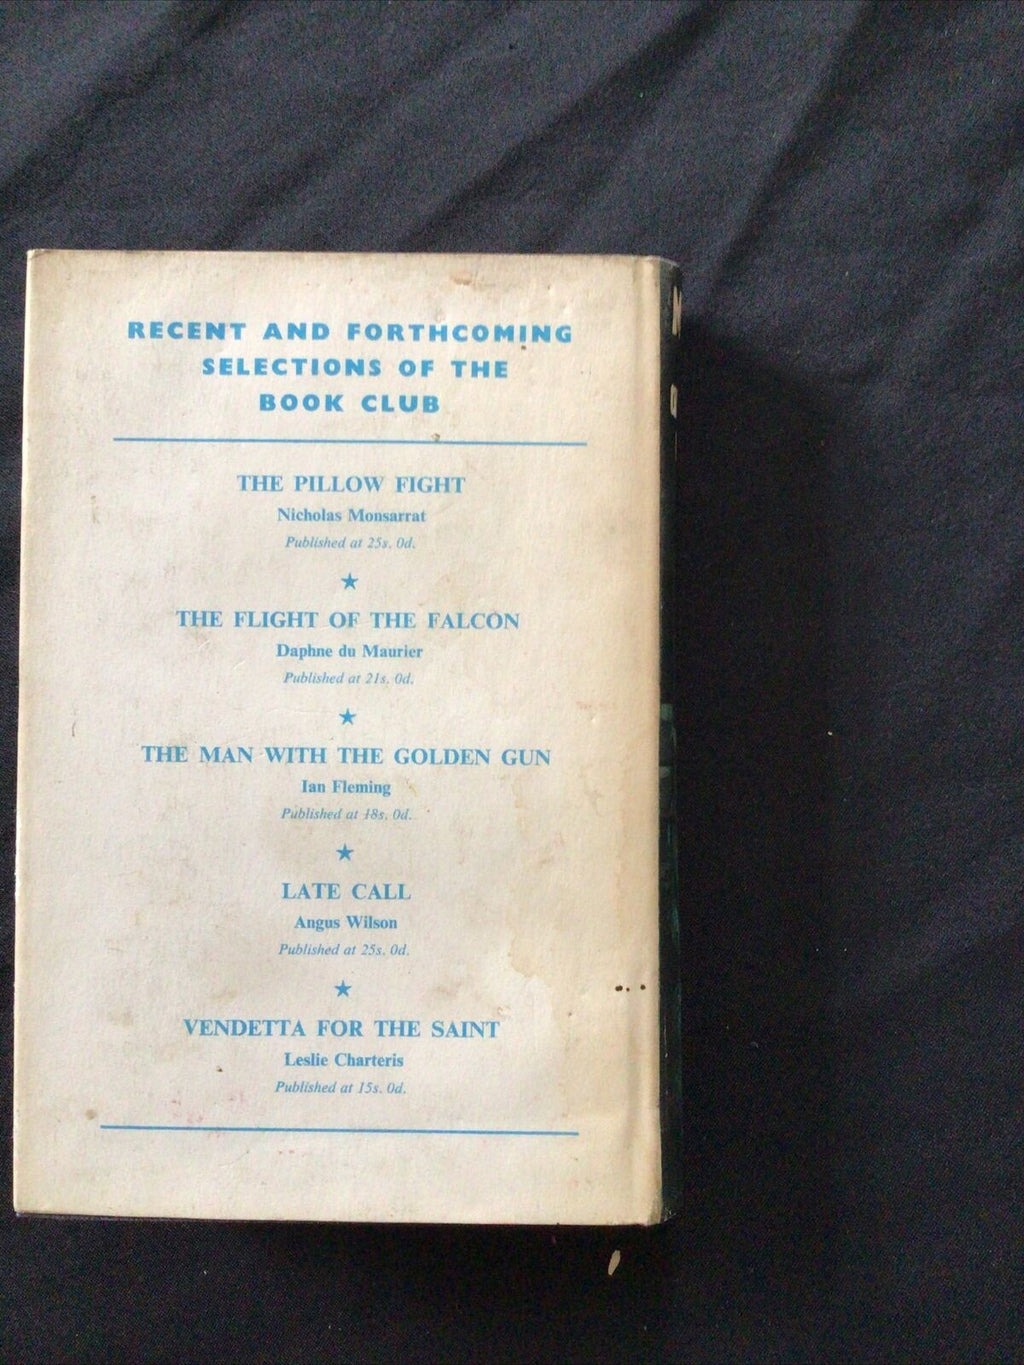 RECENT AND FORTHCOMING
SELECTIONS OF THE
BOOK CLUB
THE PILLOW FIGHT
Nicholas Monsarrat
Published at 25s. 0d.
★
THE FLIGHT OF THE FALCON
Daphne du Maurier
Published at 21s. 0d.
★
THE MAN WITH THE GOLDEN GUN
Ian Fleming
Published at 18s. 0d.
★
LATE CALL
Angus Wilson
Published at 25s. 0d.
★
VENDETTA FOR THE SAINT
Leslie Charteris
Published at 15s. 0d.